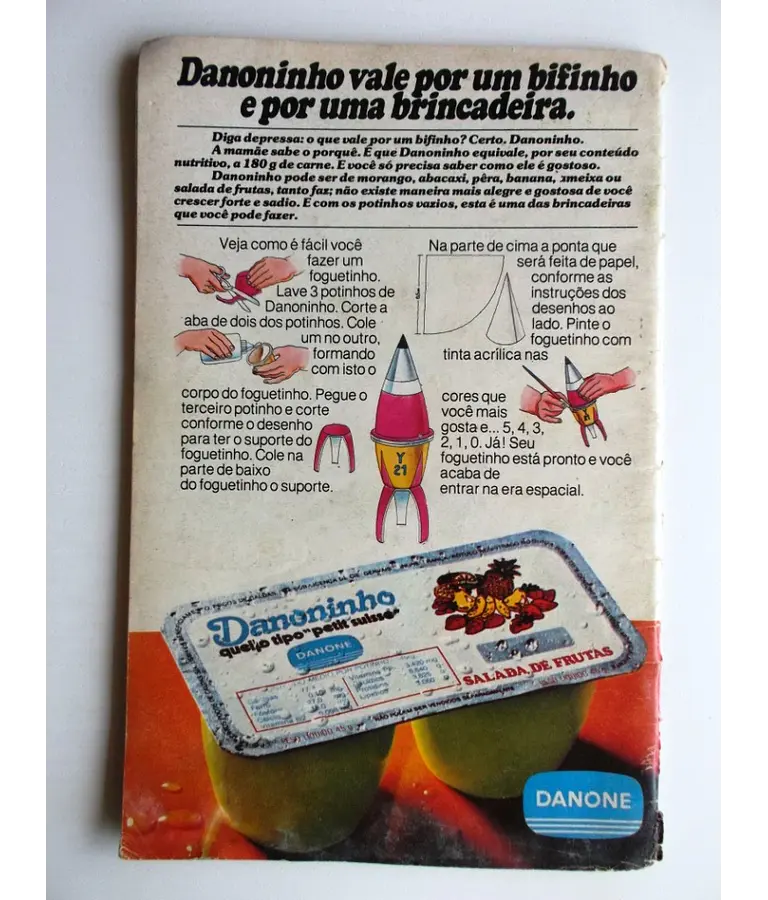 Danoninho vale por um bifinho
e por uma brincadeira.
Diga depressa: o que vale por um bifinho? Certo. Danoninho.
A mamãe sabe o porquê. E que Danoninho equivale, por seu conteúdo
nutritivo, a 180 g de carne. E você só precisa saber como ele é gostoso.
Danoninho pode ser de morango, abacaxi, pêra, banana, ameixa ou
salada de frutas, tanto faz; não existe maneira mais alegre e gostosa de você
crescer forte e sadio. E com os potinhos vazios, esta é uma das brincadeiras
que você pode fazer.
Veja como é fácil você
fazer um
foguetinho.
Lave 3 potinhos de
Danoninho. Corte a
aba de dois dos potinhos. Cole
um no outro,
formando
com isto o
corpo do foguetinho. Pegue o
terceiro potinho e corte
conforme o desenho
para ter o suporte do
foguetinho. Cole na
parte de baixo
do foguetinho o suporte.
Y
21
Na parte de cima a ponta que
será feita de papel,
conforme as
instruções dos
desenhos ao
lado. Pinte o
foguetinho com
tinta acrílica nas
cores que
você mais
gosta e... 5, 4, 3,
2, 1, 0. Já! Seu
foguetinho está pronto e você
acaba de
entrar na era espacial.
Danoninho
queijo tipo "petit suisse"
DANONE
SALADA DE FRUTAS
NÃO PODEM SER VENDIDOS SEPARADAMENTE
DANONE